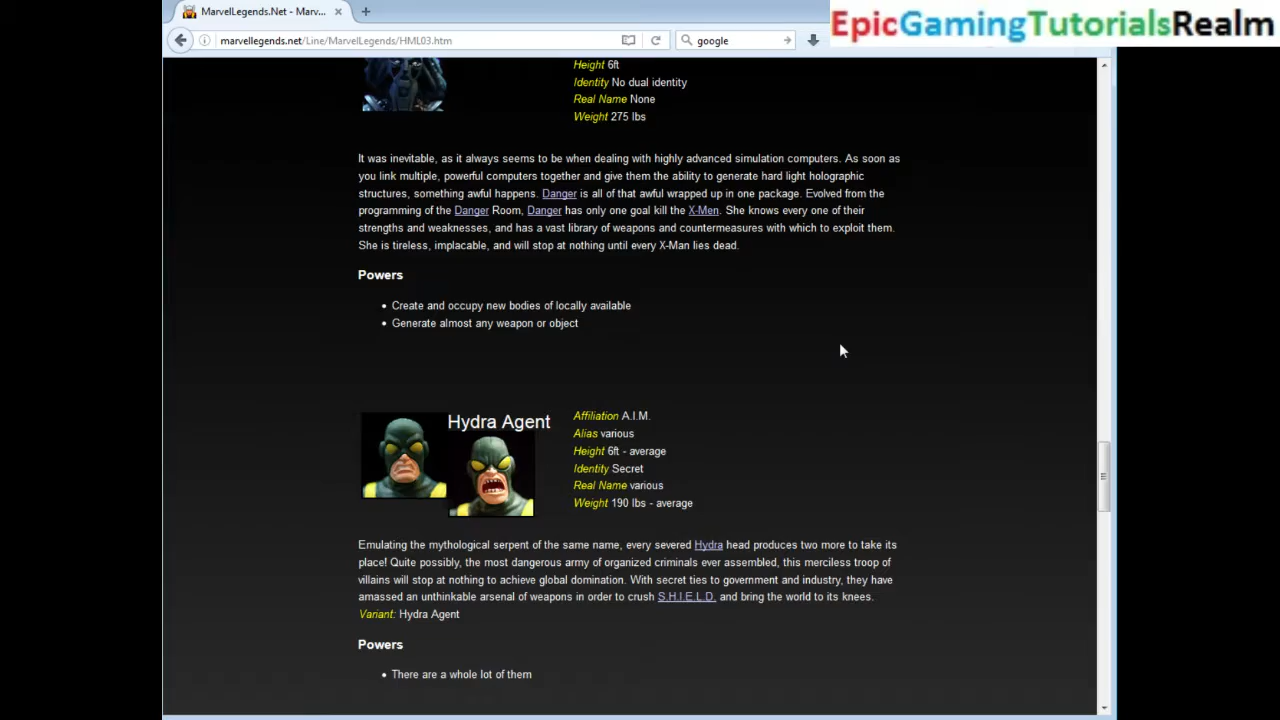 MarvelLegends.Net - Marv...
EpicGamingTutorialsRealm
marvellegends.net/Line/MarvelLegends/HML03.htm
google
Height 6ft
Identity No dual identity
Real Name None
Weight 275 lbs
It was inevitable, as it always seems to be when dealing with highly advanced simulation computers. As soon as
you link multiple, powerful computers together and give them the ability to generate hard light holographic
structures, something awful happens. Danger is all of that awful wrapped up in one package. Evolved from the
programming of the Danger Room, Danger has only one goal kill the X-Men. She knows every one of their
strengths and weaknesses, and has a vast library of weapons and countermeasures with which to exploit them.
She is tireless, implacable, and will stop at nothing until every X-Man lies dead.
Powers
• Create and occupy new bodies of locally available
• Generate almost any weapon or object
Hydra Agent
Affiliation A.I.M.
Alias various
Height 6ft - average
Identity Secret
Real Name various
Weight 190 lbs - average
Emulating the mythological serpent of the same name, every severed Hydra head produces two more to take its
place! Quite possibly, the most dangerous army of organized criminals ever assembled, this merciless troop of
villains will stop at nothing to achieve global domination. With secret ties to government and industry, they have
amassed an unthinkable arsenal of weapons in order to crush S.H.I.E.L.D. and bring the world to its knees.
Variant: Hydra Agent
Powers
• There are a whole lot of them